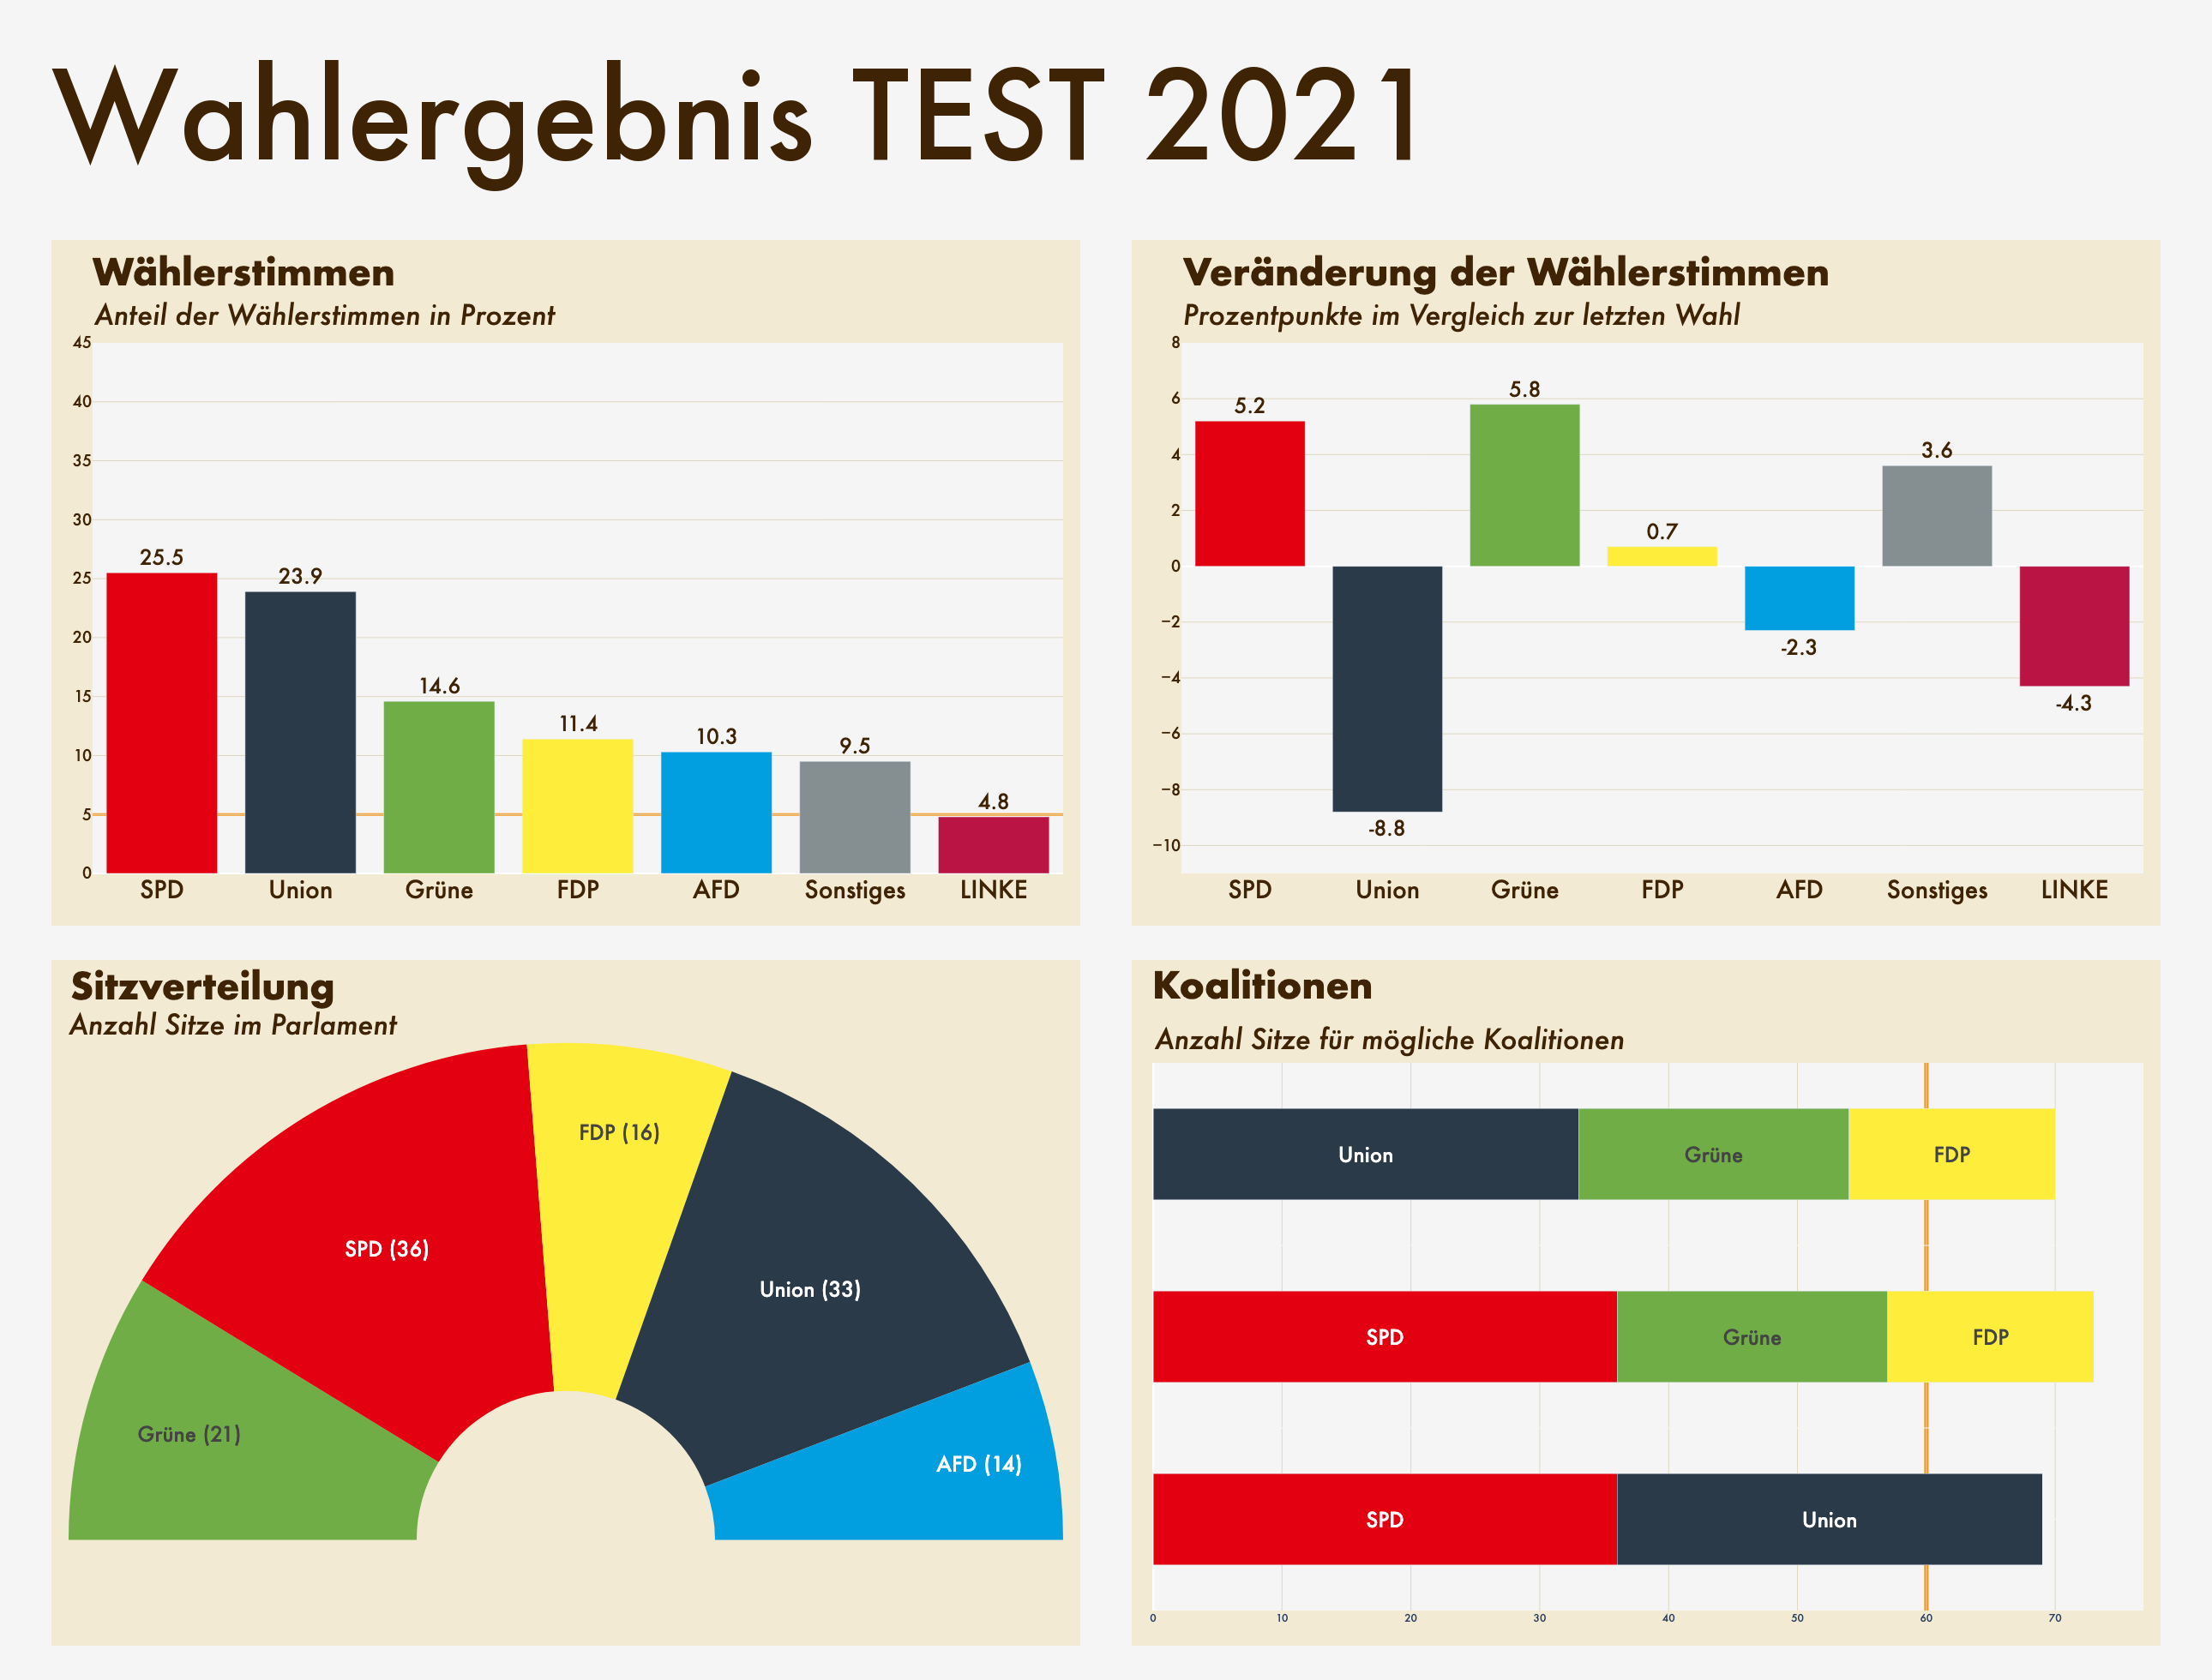 Wahlergebnis TEST 2021
Wählerstimmen
Anteil der Wählerstimmen in Prozent
45
40
35
30
25
20
15
10
5
0
25.5
23.9
14.6
11.4
10.3
9.5
4.8
SPD Union Grüne FDP AFD Sonstiges LINKE
Veränderung der Wählerstimmen
Prozentpunkte im Vergleich zur letzten Wahl
8
6
4
2
0
−2
−4
−6
−8
−10
5.2
-8.8
5.8
0.7
-2.3
3.6
-4.3
SPD Union Grüne FDP AFD Sonstiges LINKE
Sitzverteilung
Anzahl Sitze im Parlament
FDP (16)
SPD (36)
Union (33)
Grüne (21)
AFD (14)
Koalitionen
Anzahl Sitze für mögliche Koalitionen
Union Grüne FDP
SPD Grüne FDP
SPD Union
0 10 20 30 40 50 60 70